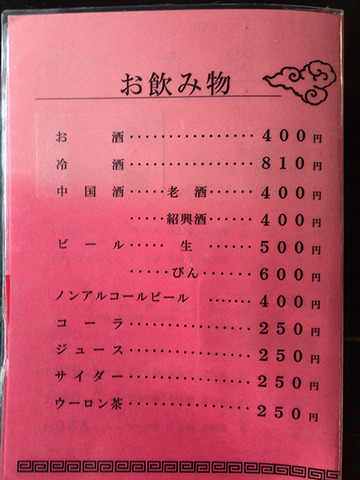 お飲み物
お酒·················400円
冷酒·················810円
中国酒······老酒······400円
······紹興酒······400円
ビール······生······500円
······びん······600円
ノンアルコールビール·······400円
コーラ·················250円
ジュース·················250円
サイダー·················250円
ウーロン茶·················250円